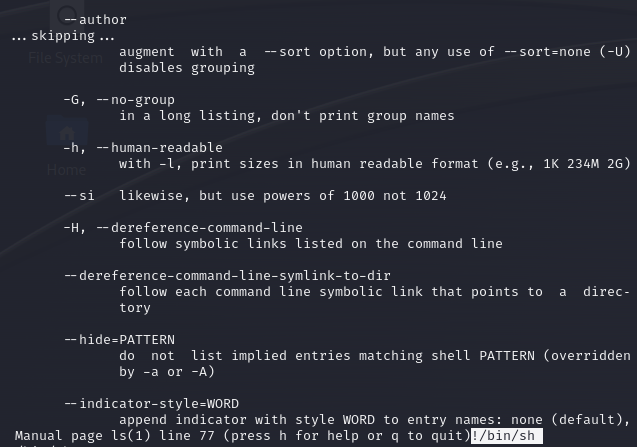 --author
...skipping...
augment with a --sort option, but any use of --sort=none (-U)
disables grouping
File System
-G, --no-group
in a long listing, don't print group names
-h, --human-readable
with -l, print sizes in human readable format (e.g., 1K 234M 2G)
Home
--si likewise, but use powers of 1000 not 1024
-H, --dereference-command-line
follow symbolic links listed on the command line
--dereference-command-line-symlink-to-dir
follow each command line symbolic link that points to a direc-
tory
--hide=PATTERN
do not list implied entries matching shell PATTERN (overridden
by -a or -A)
--indicator-style=WORD
append indicator with style WORD to entry names: none (default),
Manual page ls(1) line 77 (press h for help or q to quit)!/bin/sh